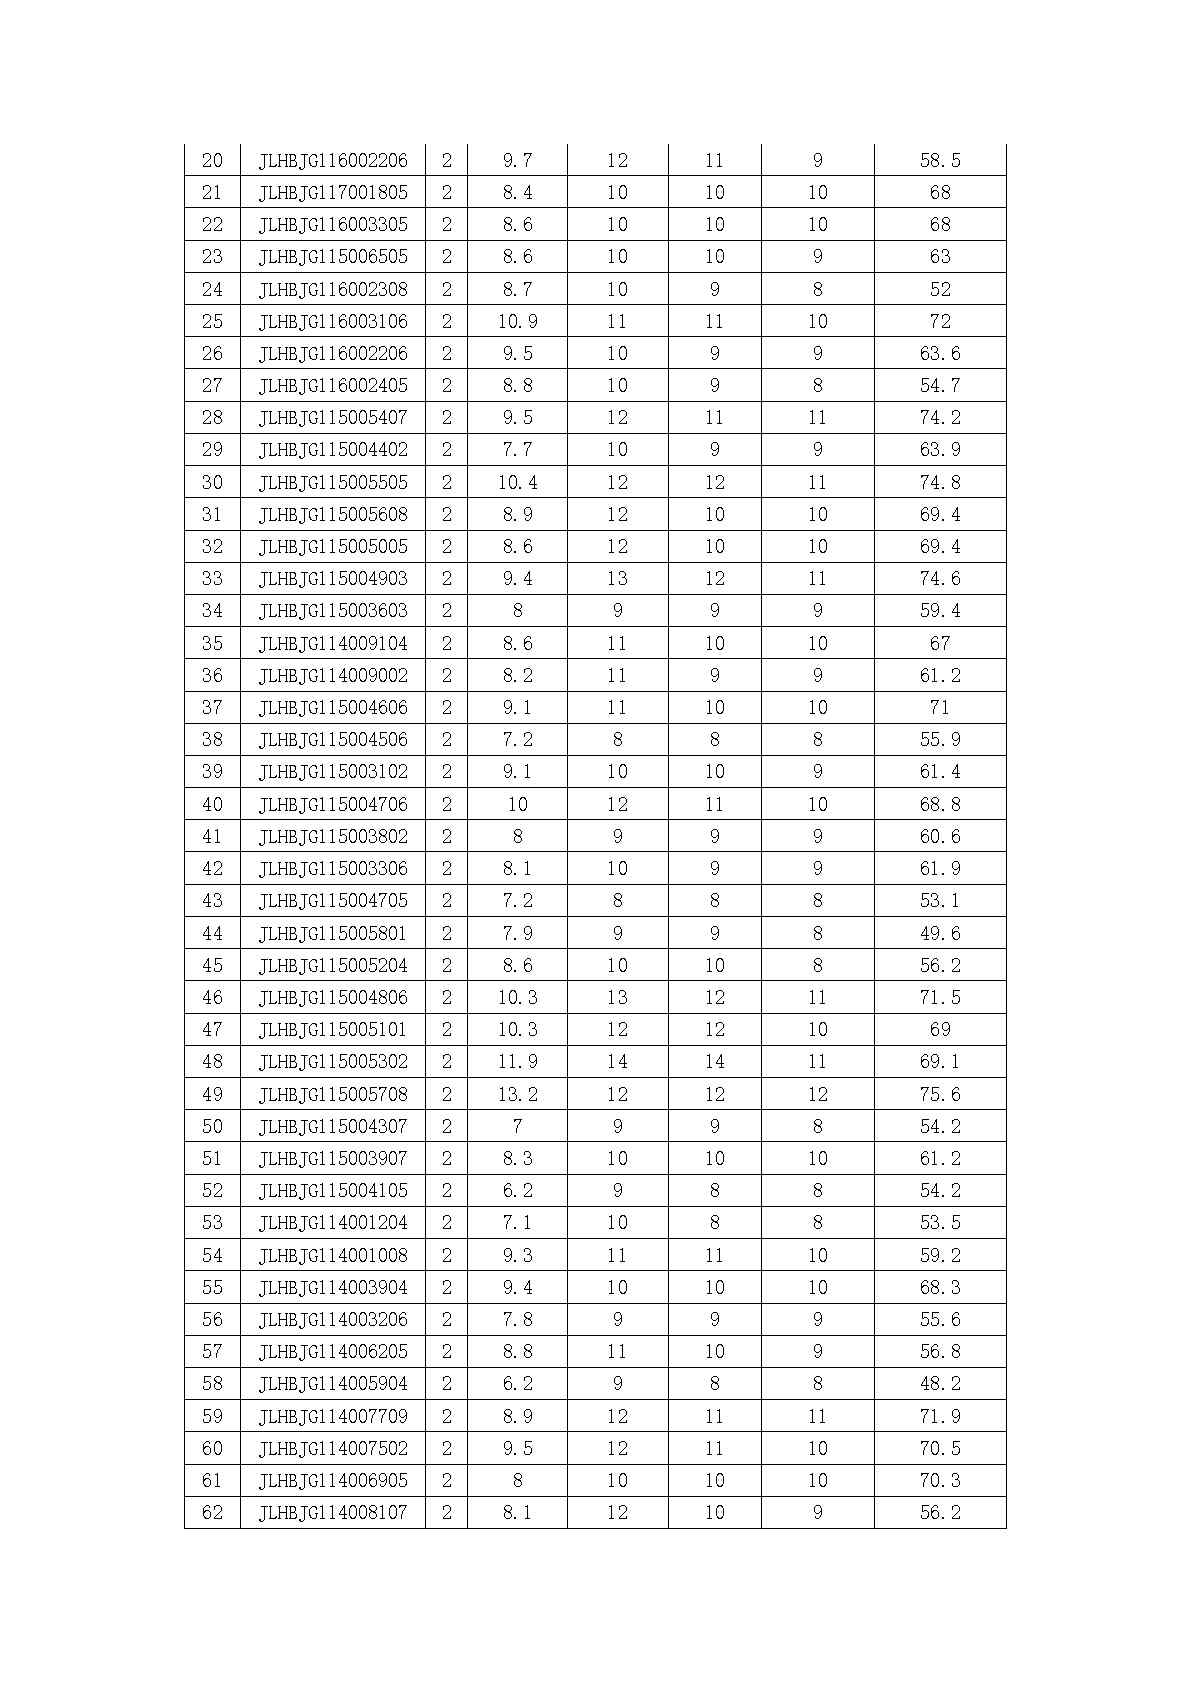 20 JLHBJG116002206 2 9.7 12 11 9 58.5
21 JLHBJG117001805 2 8.4 10 10 10 68
22 JLHBJG116003305 2 8.6 10 10 10 68
23 JLHBJG115006505 2 8.6 10 10 9 63
24 JLHBJG116002308 2 8.7 10 9 8 52
25 JLHBJG116003106 2 10.9 11 11 10 72
26 JLHBJG116002206 2 9.5 10 9 9 63.6
27 JLHBJG116002405 2 8.8 10 9 8 54.7
28 JLHBJG115005407 2 9.5 12 11 11 74.2
29 JLHBJG115004402 2 7.7 10 9 9 63.9
30 JLHBJG115005505 2 10.4 12 12 11 74.8
31 JLHBJG115005608 2 8.9 12 10 10 69.4
32 JLHBJG115005005 2 8.6 12 10 10 69.4
33 JLHBJG115004903 2 9.4 13 12 11 74.6
34 JLHBJG115003603 2 8 9 9 9 59.4
35 JLHBJG114009104 2 8.6 11 10 10 67
36 JLHBJG114009002 2 8.2 11 9 9 61.2
37 JLHBJG115004606 2 9.1 11 10 10 71
38 JLHBJG115004506 2 7.2 8 8 8 55.9
39 JLHBJG115003102 2 9.1 10 10 9 61.4
40 JLHBJG115004706 2 10 12 11 10 68.8
41 JLHBJG115003802 2 8 9 9 9 60.6
42 JLHBJG115003306 2 8.1 10 9 9 61.9
43 JLHBJG115004705 2 7.2 8 8 8 53.1
44 JLHBJG115005801 2 7.9 9 9 8 49.6
45 JLHBJG115005204 2 8.6 10 10 8 56.2
46 JLHBJG115004806 2 10.3 13 12 11 71.5
47 JLHBJG115005101 2 10.3 12 12 10 69
48 JLHBJG115005302 2 11.9 14 14 11 69.1
49 JLHBJG115005708 2 13.2 12 12 12 75.6
50 JLHBJG115004307 2 7 9 9 8 54.2
51 JLHBJG115003907 2 8.3 10 10 10 61.2
52 JLHBJG115004105 2 6.2 9 8 8 54.2
53 JLHBJG114001204 2 7.1 10 8 8 53.5
54 JLHBJG114001008 2 9.3 11 11 10 59.2
55 JLHBJG114003904 2 9.4 10 10 10 68.3
56 JLHBJG114003206 2 7.8 9 9 9 55.6
57 JLHBJG114006205 2 8.8 11 10 9 56.8
58 JLHBJG114005904 2 6.2 9 8 8 48.2
59 JLHBJG114007709 2 8.9 12 11 11 71.9
60 JLHBJG114007502 2 9.5 12 11 10 70.5
61 JLHBJG114006905 2 8 10 10 10 70.3
62 JLHBJG114008107 2 8.1 12 10 9 56.2